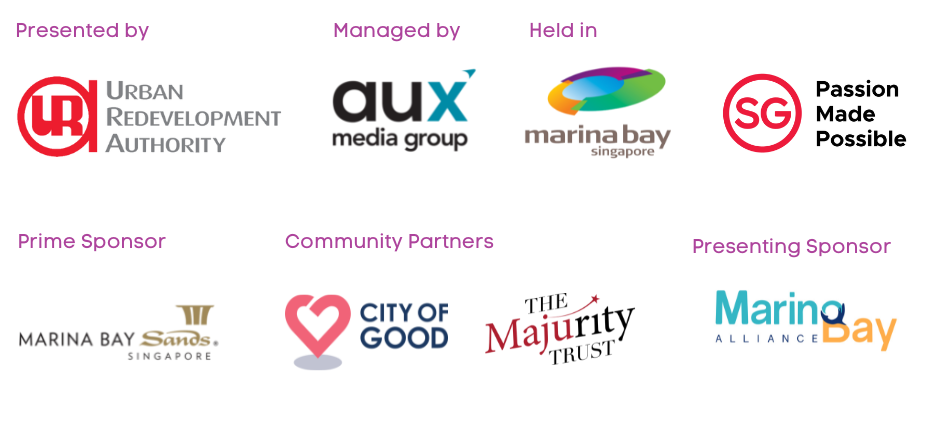 Presented by
Managed by
Held in
UR
URBAN
REDEVELOPMENT
AUTHORITY
aux
media group
marina bay
singapore
SG
Passion
Made
Possible
Prime Sponsor
Community Partners
Presenting Sponsor
MARINA BAY Sands®
SINGAPORE
CITY OF
GOOD
THE
Majurity
TRUST
Marina
Bay
ALLIANCE